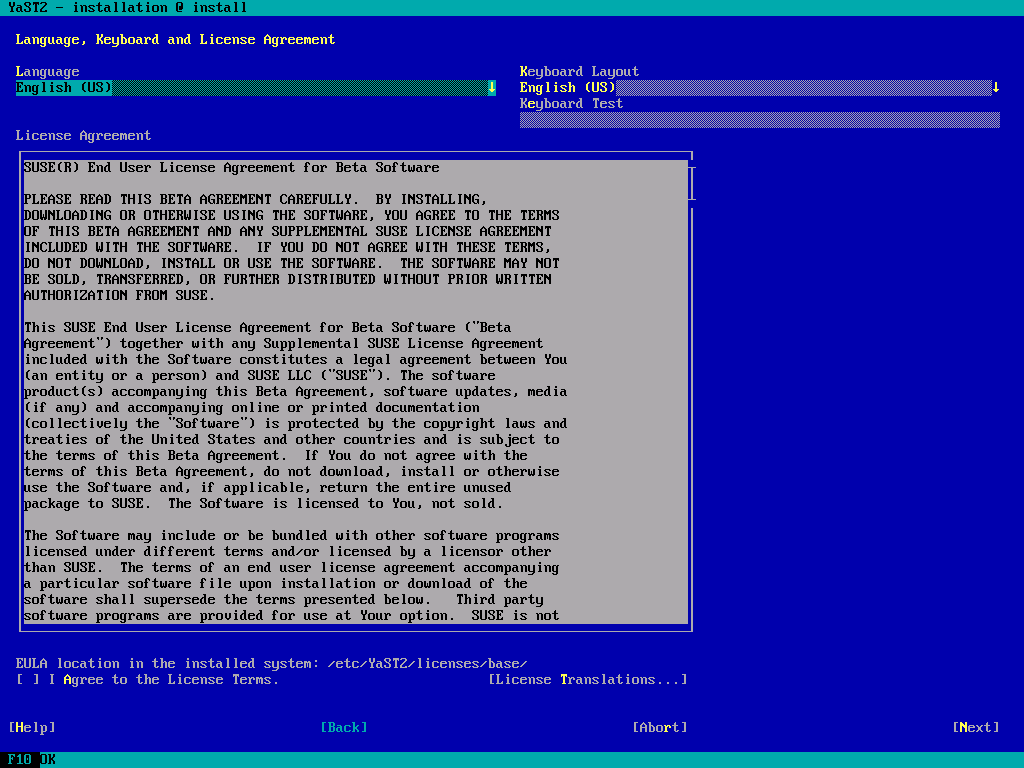 YaST2 - installation @ install
Language, Keyboard and License Agreement
Language
English (US)
Keyboard Layout
English (US)
Keyboard Test
License Agreement
SUSE(R) End User License Agreement for Beta Software
PLEASE READ THIS BETA AGREEMENT CAREFULLY.  BY INSTALLING,
DOWNLOADING OR OTHERWISE USING THE SOFTWARE, YOU AGREE TO THE TERMS
OF THIS BETA AGREEMENT AND ANY SUPPLEMENTAL SUSE LICENSE AGREEMENT
INCLUDED WITH THE SOFTWARE.  IF YOU DO NOT AGREE WITH THESE TERMS,
DO NOT DOWNLOAD, INSTALL OR USE THE SOFTWARE.  THE SOFTWARE MAY NOT
BE SOLD, TRANSFERRED, OR FURTHER DISTRIBUTED WITHOUT PRIOR WRITTEN
AUTHORIZATION FROM SUSE.
This SUSE End User License Agreement for Beta Software ("Beta
Agreement") together with any Supplemental SUSE License Agreement
included with the Software constitutes a legal agreement between You
(an entity or a person) and SUSE LLC ("SUSE"). The software
product(s) accompanying this Beta Agreement, software updates, media
(if any) and accompanying online or printed documentation
(collectively the "Software") is protected by the copyright laws and
treaties of the United States and other countries and is subject to
the terms of this Beta Agreement.  If You do not agree with the
terms of this Beta Agreement, do not download, install or otherwise
use the Software and, if applicable, return the entire unused
package to SUSE.  The Software is licensed to You, not sold.
The Software may include or be bundled with other software programs
licensed under different terms and/or licensed by a licensor other
than SUSE.  The terms of an end user license agreement accompanying
a particular software file upon installation or download of the
software shall supersede the terms presented below.   Third party
software programs are provided for use at Your option.  SUSE is not
EULA location in the installed system: /etc/YaST2/licenses/base/
[ ] I Agree to the License Terms.
[License Translations...]
[Help]
[Back]
[Abort]
[Next]
F10 OK